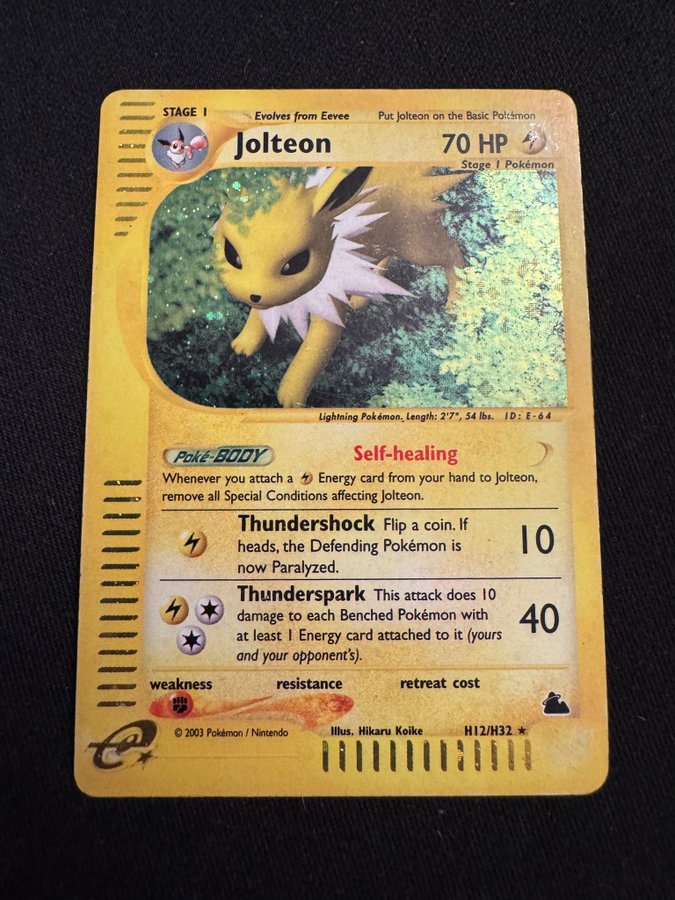 STAGE 1 Evolves from Eevee Put Jolteon on the Basic Pokémon
Jolteon 70 HP
Stage 1 Pokémon
Lightning Pokémon. Length: 2'7", 54 lbs. ID: E-64
Poké-BODY Self-healing
Whenever you attach a Energy card from your hand to Jolteon,
remove all Special Conditions affecting Jolteon.
Thundershock Flip a coin. If
heads, the Defending Pokémon is
now Paralyzed.
10
Thunderspark This attack does 10
damage to each Benched Pokémon with
at least 1 Energy card attached to it (yours
and your opponent's).
40
weakness resistance retreat cost
© 2003 Pokémon / Nintendo Illus. Hikaru Koike H12/H32 ★
e